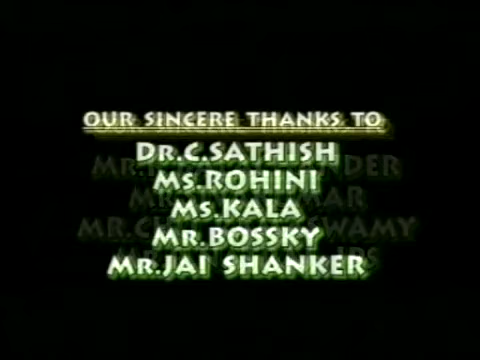 OUR SINCERE THANKS TO
DR.C.SATHISH
MS.ROHINI
MS.KALA
MR.BOSSKY
MR.JAI SHANKER